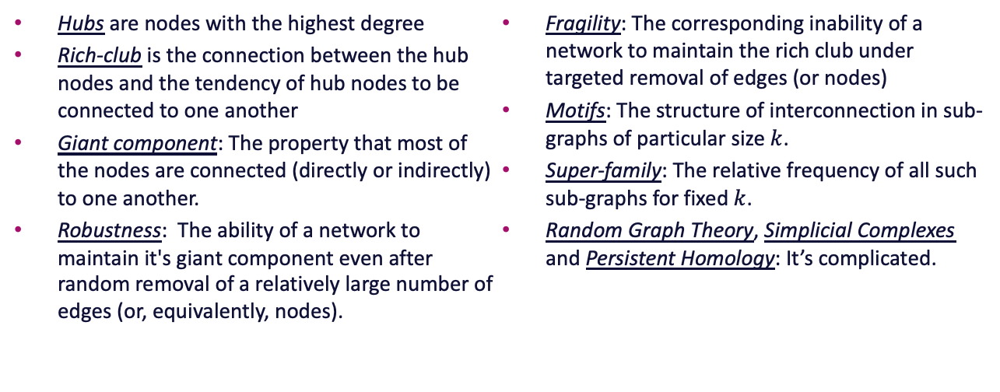 • Hubs are nodes with the highest degree
• Rich-club is the connection between the hub
nodes and the tendency of hub nodes to be
connected to one another
• Giant component: The property that most of
the nodes are connected (directly or indirectly)
to one another.
• Robustness:  The ability of a network to
maintain it's giant component even after
random removal of a relatively large number of
edges (or, equivalently, nodes).
• Fragility: The corresponding inability of a
network to maintain the rich club under
targeted removal of edges (or nodes)
• Motifs: The structure of interconnection in sub-
graphs of particular size k.
• Super-family: The relative frequency of all such
sub-graphs for fixed k.
• Random Graph Theory, Simplicial Complexes
and Persistent Homology: It’s complicated.